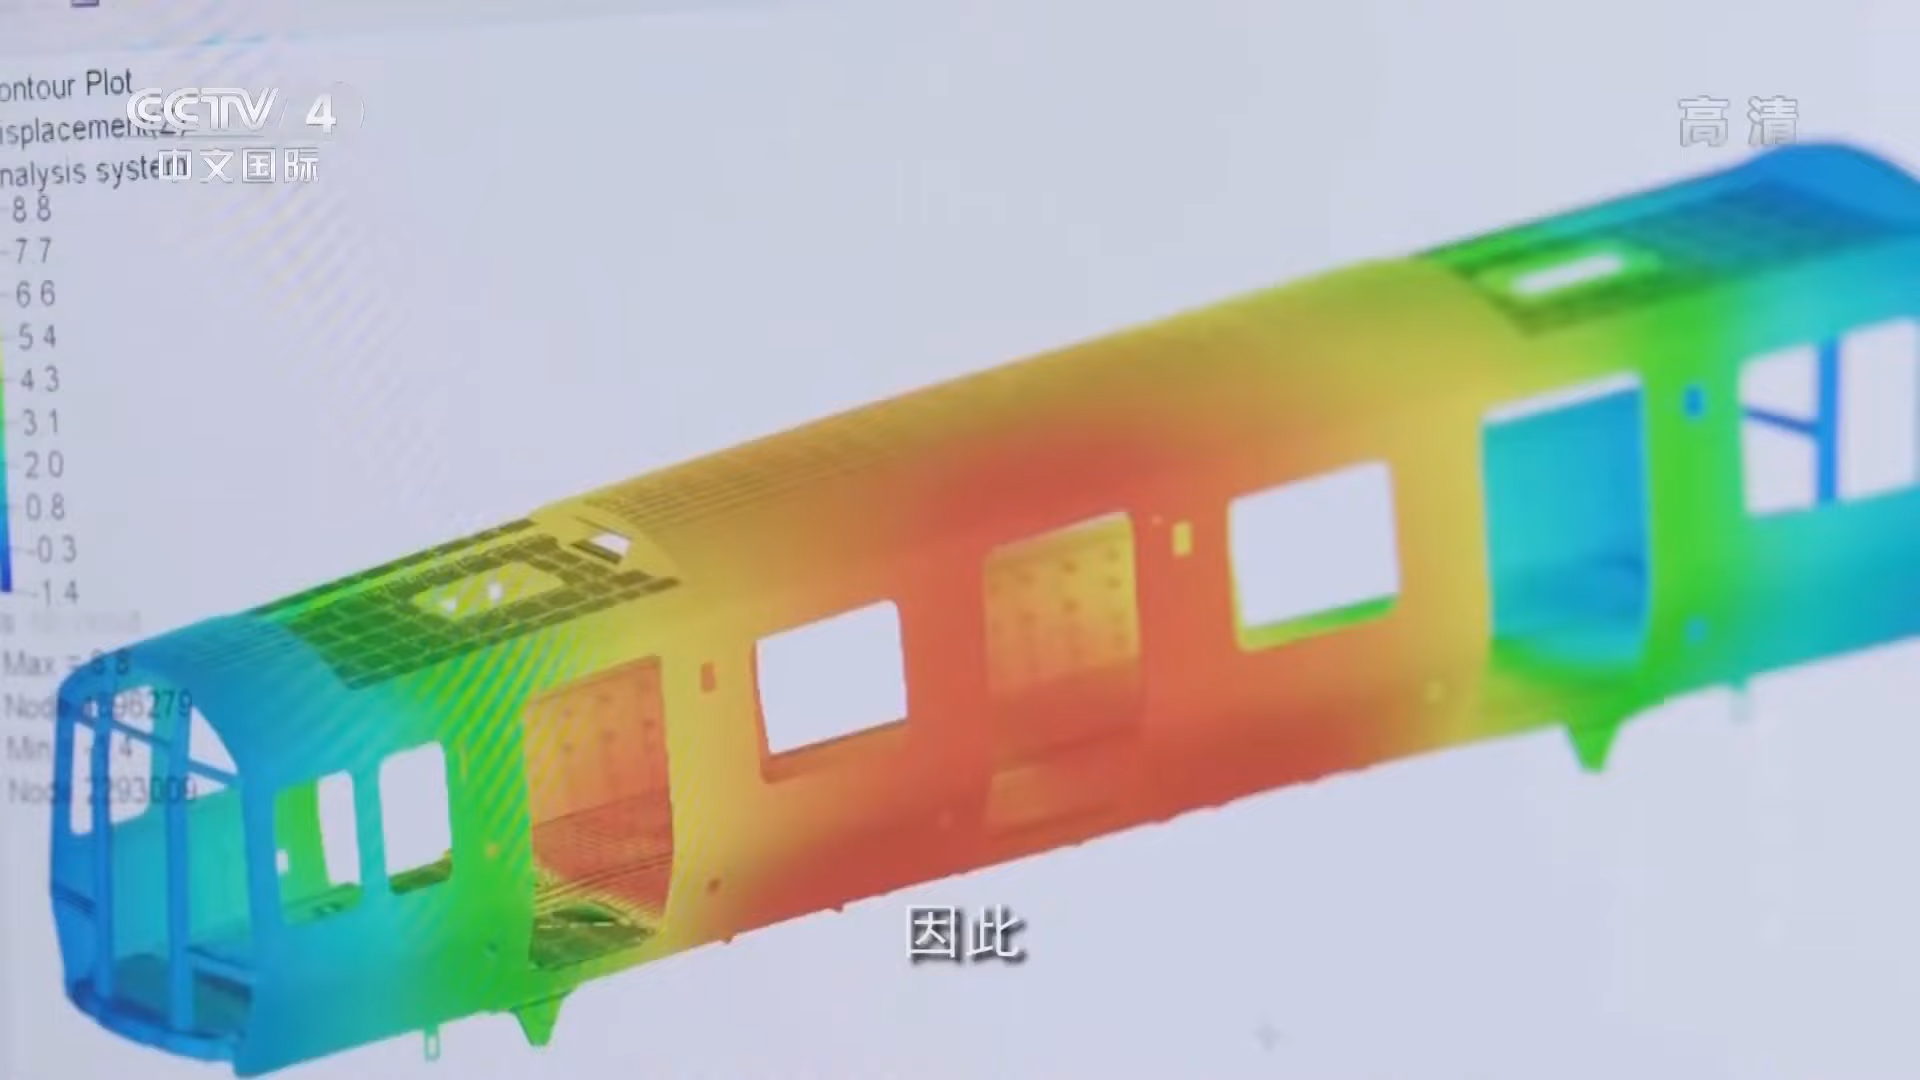 ontour Plot
isplacement(Z)
nalysis system
CCTV 4
中文国际
高清
8 8
7 7
6 6
5 4
4 3
3 1
2 0
0 8
-0 3
-1 4
Max = 8 8
Node
Min
Node 2293009
因此